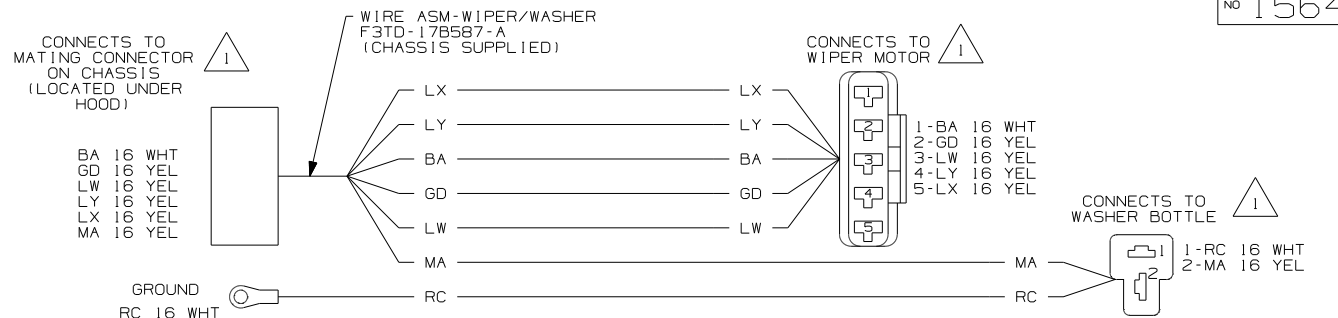 WIRE ASM-WIPER/WASHER
F3TD-17B587-A
(CHASSIS SUPPLIED)
NO 1564
CONNECTS TO
MATING CONNECTOR
ON CHASSIS
(LOCATED UNDER
HOOD)
1
CONNECTS TO
WIPER MOTOR
1
BA 16 WHT
GD 16 YEL
LW 16 YEL
LY 16 YEL
LX 16 YEL
MA 16 YEL
LX
LY
BA
GD
LW
MA
RC
LX
LY
BA
GD
LW
MA
RC
1
2
3
4
5
1-BA 16 WHT
2-GD 16 YEL
3-LW 16 YEL
4-LY 16 YEL
5-LX 16 YEL
CONNECTS TO
WASHER BOTTLE
1
1
2
1-RC 16 WHT
2-MA 16 YEL
GROUND
RC 16 WHT